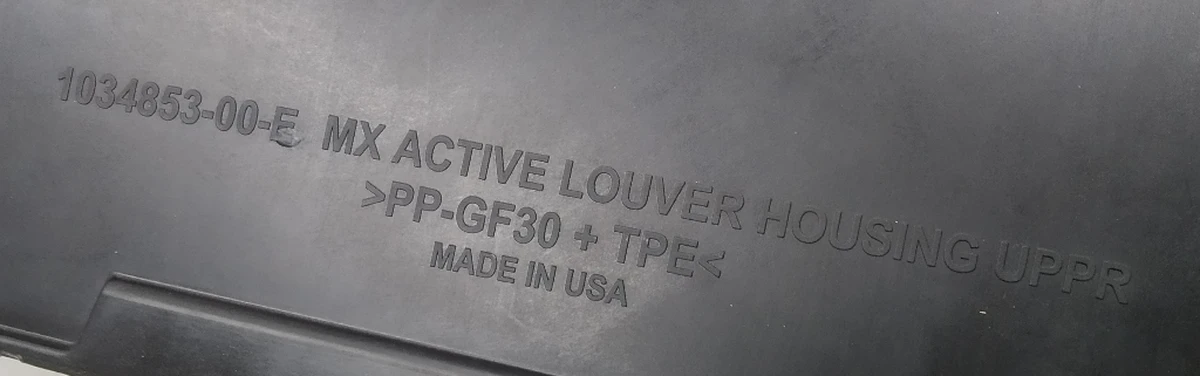 1034853-00-E MX ACTIVE LOUVER HOUSING UPPR
>PP-GF30 + TPE<
MADE IN USA